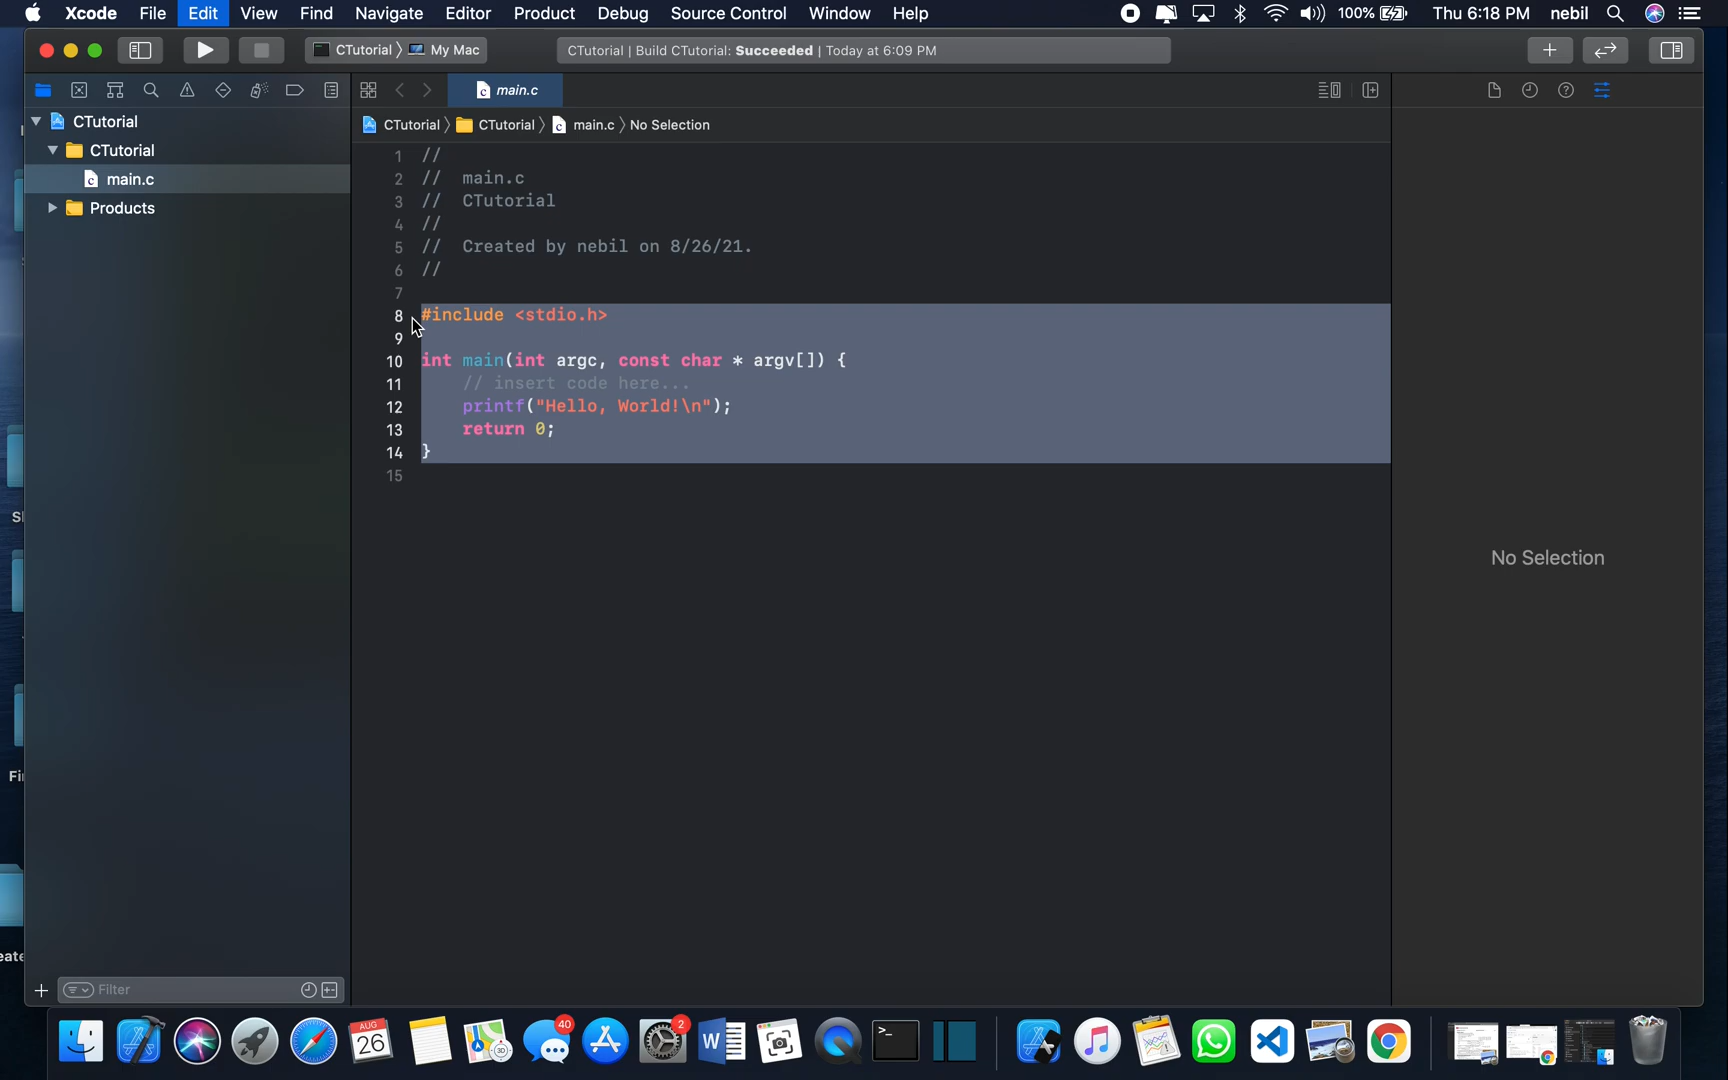 Xcode File Edit View Find Navigate Editor Product Debug Source Control Window Help 100% Thu 6:18 PM nebil
CTutorial My Mac CTutorial | Build CTutorial: Succeeded | Today at 6:09 PM
main.c
CTutorial
CTutorial CTutorial main.c No Selection
CTutorial
main.c
Products
1 //
2 // main.c
3 // CTutorial
4 //
5 // Created by nebil on 8/26/21.
6 //
7
8 #include <stdio.h>
9
10 int main(int argc, const char * argv[]) {
11 // insert code here...
12 printf("Hello, World!\n");
13 return 0;
14 }
15
No Selection
Filter
AUG
26
3D
40
2
W